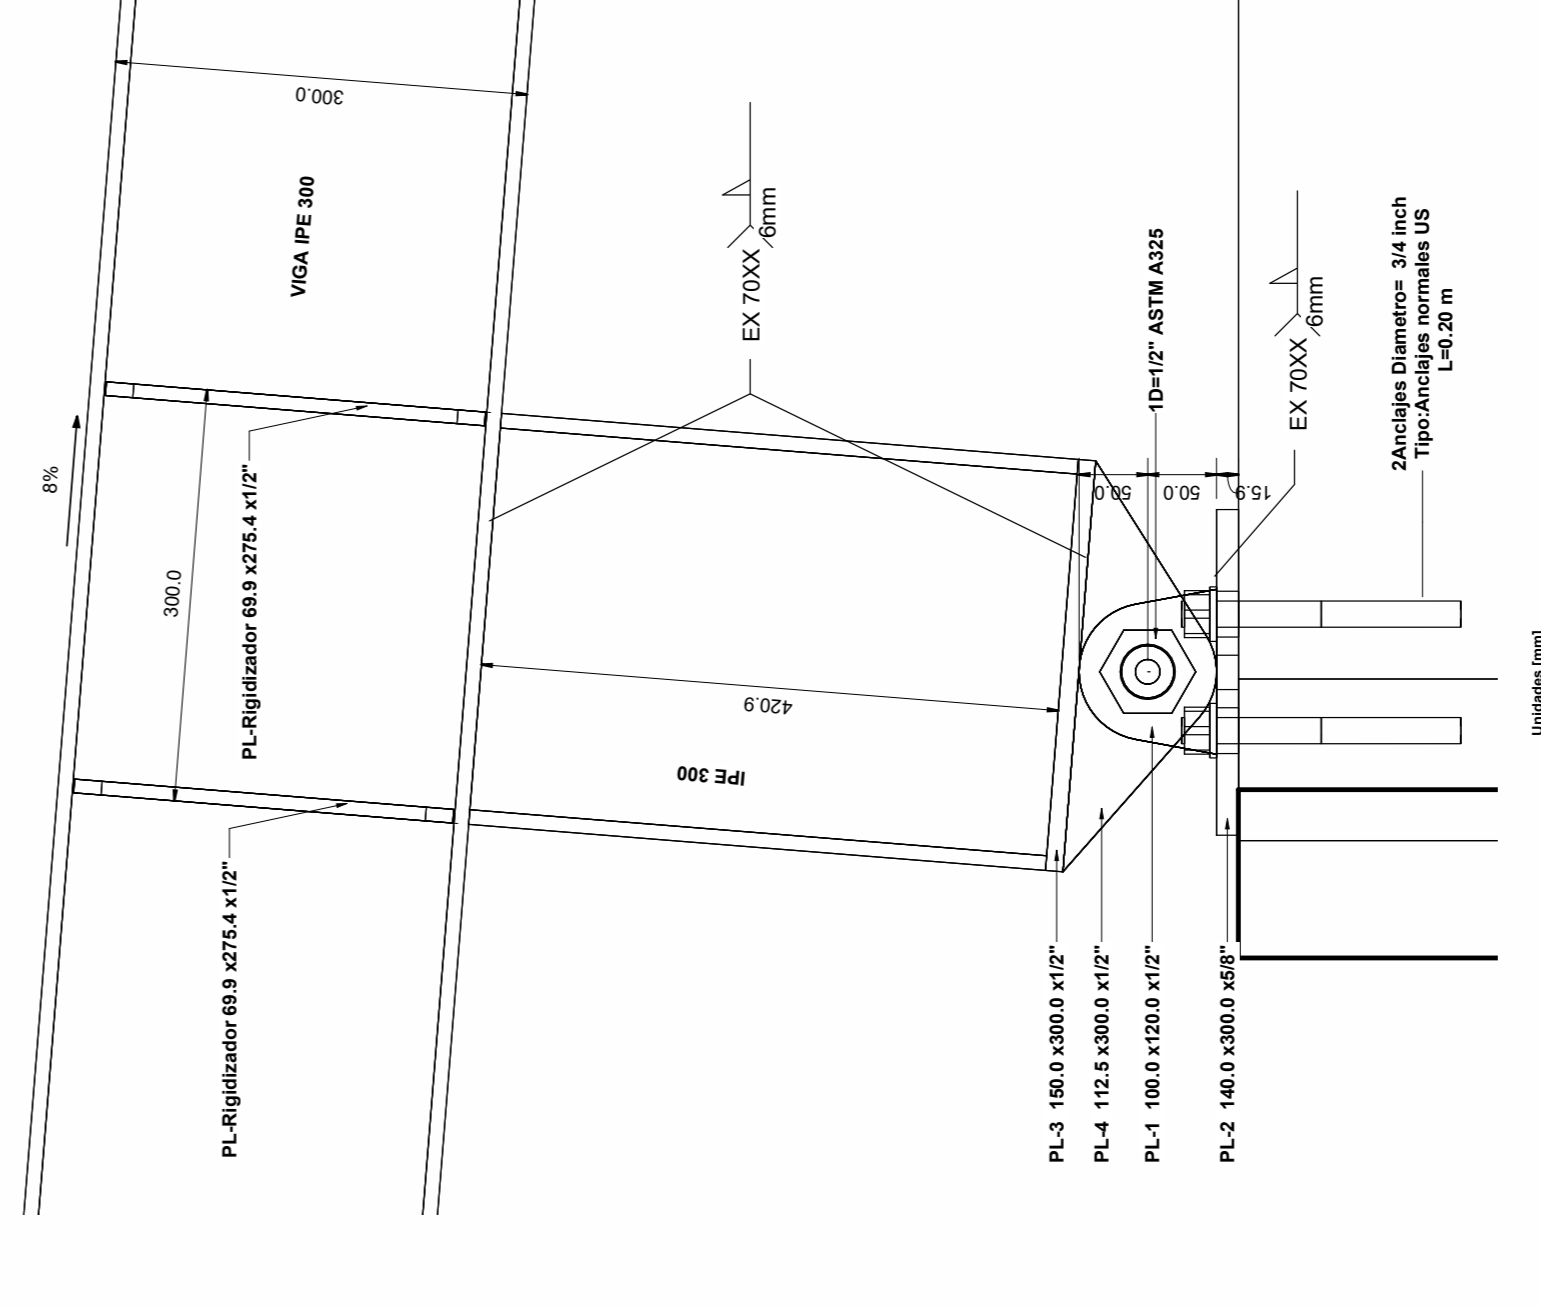 8%
300.0
VIGA IPE 300
PL-Rigidizador 69.9 x275.4 x1/2"
300.0
PL-Rigidizador 69.9 x275.4 x1/2"
EX 70XX
6mm
420.9
IPE 300
1D=1/2" ASTM A325
50.0
50.0
15.9
EX 70XX
6mm
2Anclajes Diametro= 3/4 inch
Tipo:Anclajes normales US
L=0.20 m
PL-3 150.0 x300.0 x1/2"
PL-4 112.5 x300.0 x1/2"
PL-1 100.0 x120.0 x1/2"
PL-2 140.0 x300.0 x5/8"
Unidades [mm]